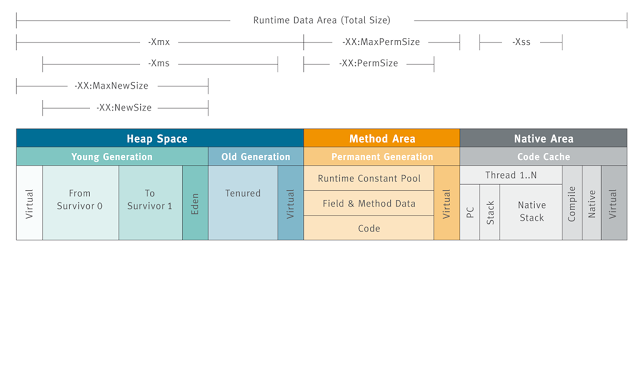 Runtime Data Area (Total Size)
-Xmx
-XX:MaxPermSize
-Xss
-Xms
-XX:PermSize
-XX:MaxNewSize
-XX:NewSize
Heap Space
Method Area
Native Area
Young Generation
Old Generation
Permanent Generation
Code Cache
Virtual
From
Survivor 0
To
Survivor 1
Eden
Tenured
Virtual
Runtime Constant Pool
Field & Method Data
Code
Virtual
Thread 1..N
PC
Stack
Native
Stack
Compile
Native
Virtual